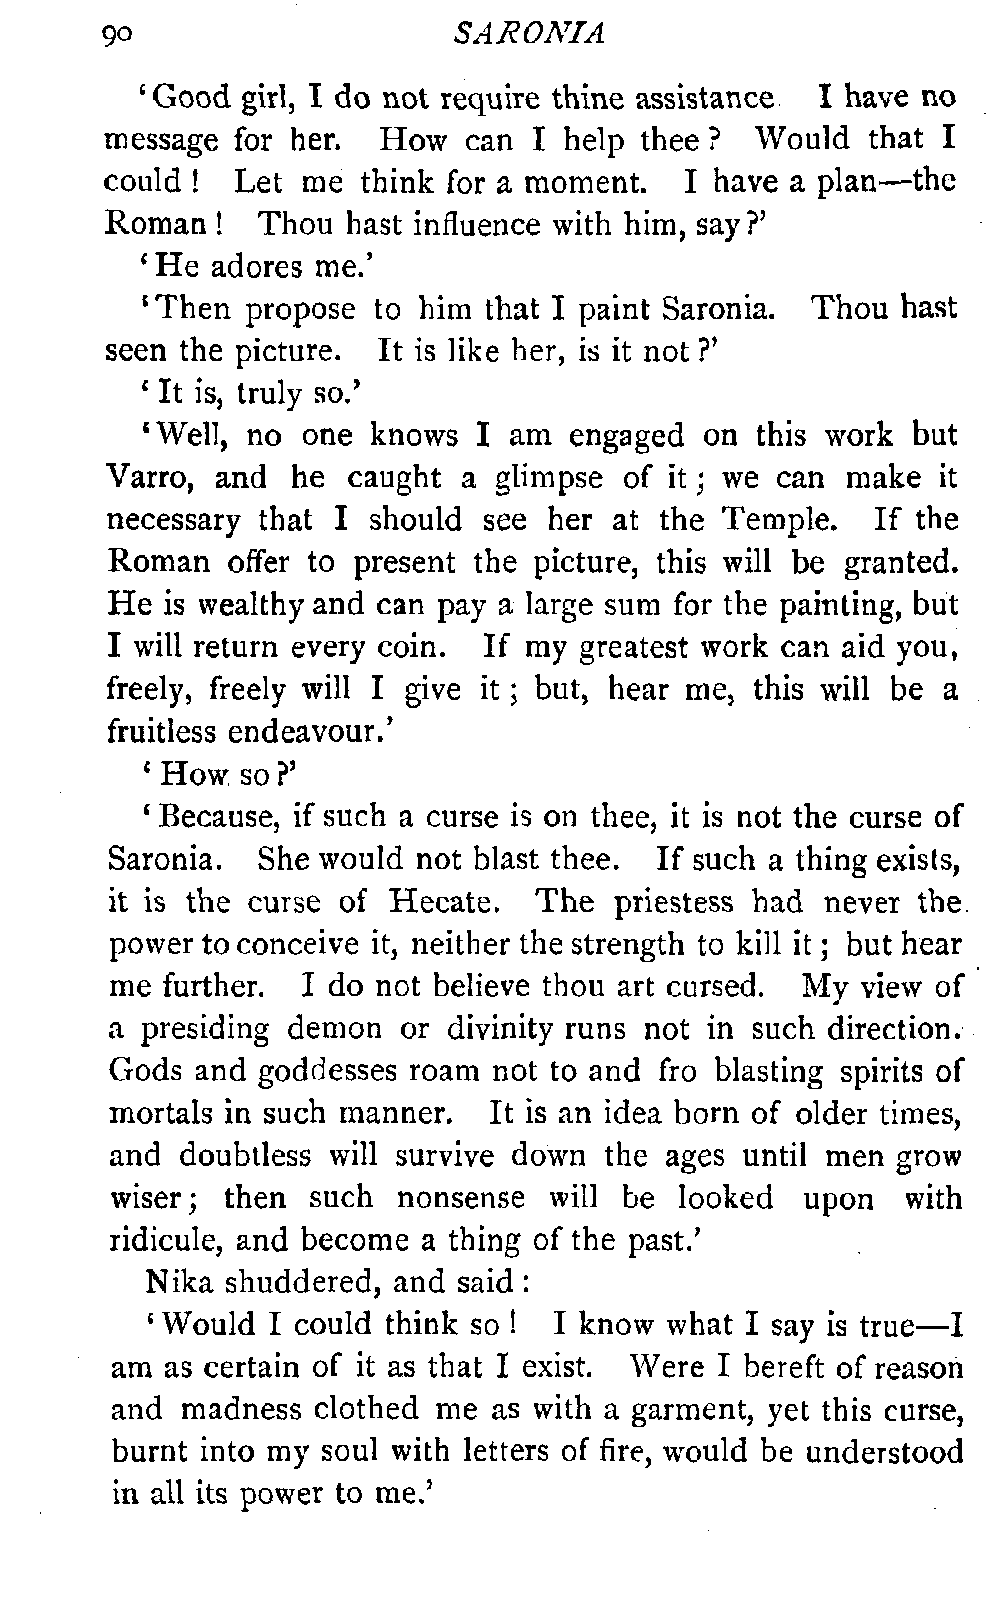 90 SARONIA
‘Good girl, I do not require thine assistance. I have no
message for her. How can I help thee? Would that I
could! Let me think for a moment. I have a plan—the
Roman! Thou hast influence with him, say?’
‘He adores me.’
‘Then propose to him that I paint Saronia. Thou hast
seen the picture. It is like her, is it not?’
‘It is, truly so.’
‘Well, no one knows I am engaged on this work but
Varro, and he caught a glimpse of it; we can make it
necessary that I should see her at the Temple. If the
Roman offer to present the picture, this will be granted.
He is wealthy and can pay a large sum for the painting, but
I will return every coin. If my greatest work can aid you,
freely, freely will I give it; but, hear me, this will be a
fruitless endeavour.’
‘How so?’
‘Because, if such a curse is on thee, it is not the curse of
Saronia. She would not blast thee. If such a thing exists,
it is the curse of Hecate. The priestess had never the
power to conceive it, neither the strength to kill it; but hear
me further. I do not believe thou art cursed. My view of
a presiding demon or divinity runs not in such direction.
Gods and goddesses roam not to and fro blasting spirits of
mortals in such manner. It is an idea born of older times,
and doubtless will survive down the ages until men grow
wiser; then such nonsense will be looked upon with
ridicule, and become a thing of the past.’
Nika shuddered, and said:
‘Would I could think so! I know what I say is true—I
am as certain of it as that I exist. Were I bereft of reason
and madness clothed me as with a garment, yet this curse,
burnt into my soul with letters of fire, would be understood
in all its power to me.’